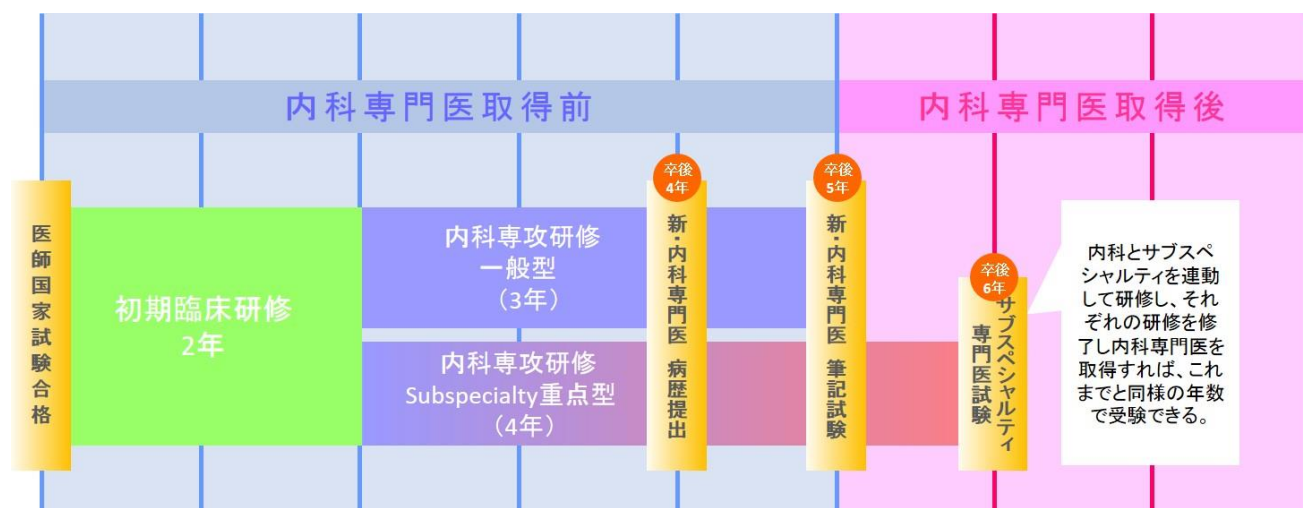 内科専門医取得前
内科専門医取得後
医師国家試験合格
初期臨床研修
2年
内科専攻研修
一般型
（3年）
内科専攻研修
Subspecialty重点型
（4年）
卒後
4年
新・内科専門医 病歴提出
卒後
5年
新・内科専門医 筆記試験
卒後
6年
サブスペシャルティ
専門医試験
内科とサブスペ
シャルティを連動
して研修し、それ
ぞれの研修を修
了し内科専門医を
取得すれば、これ
までと同様の年数
で受験できる。